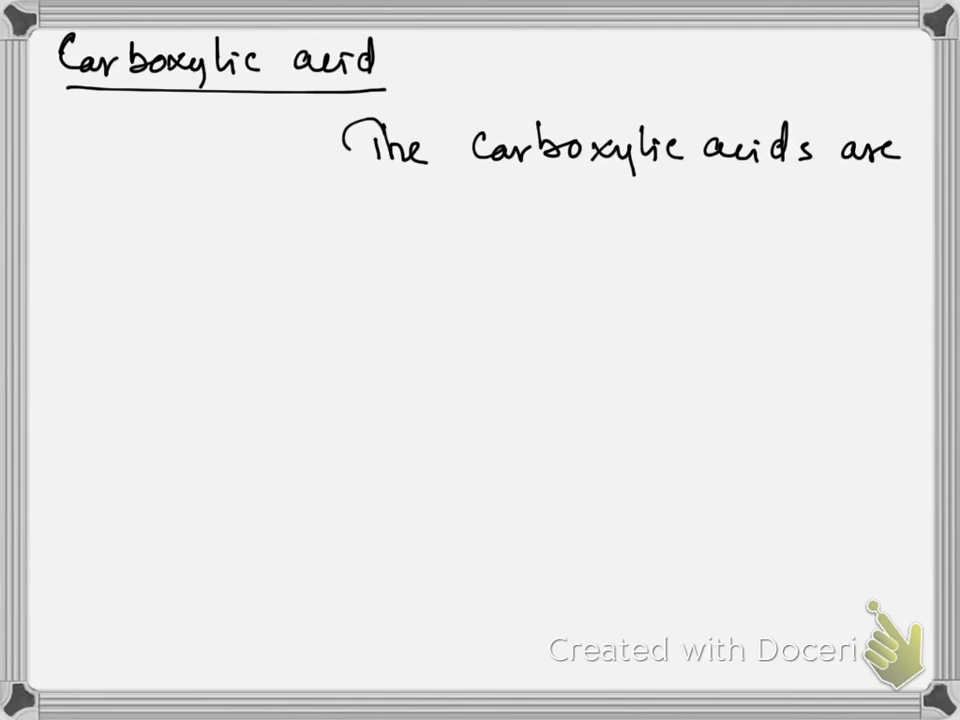 Carboxylic acid
The carboxylic acids are
Created with Doceri